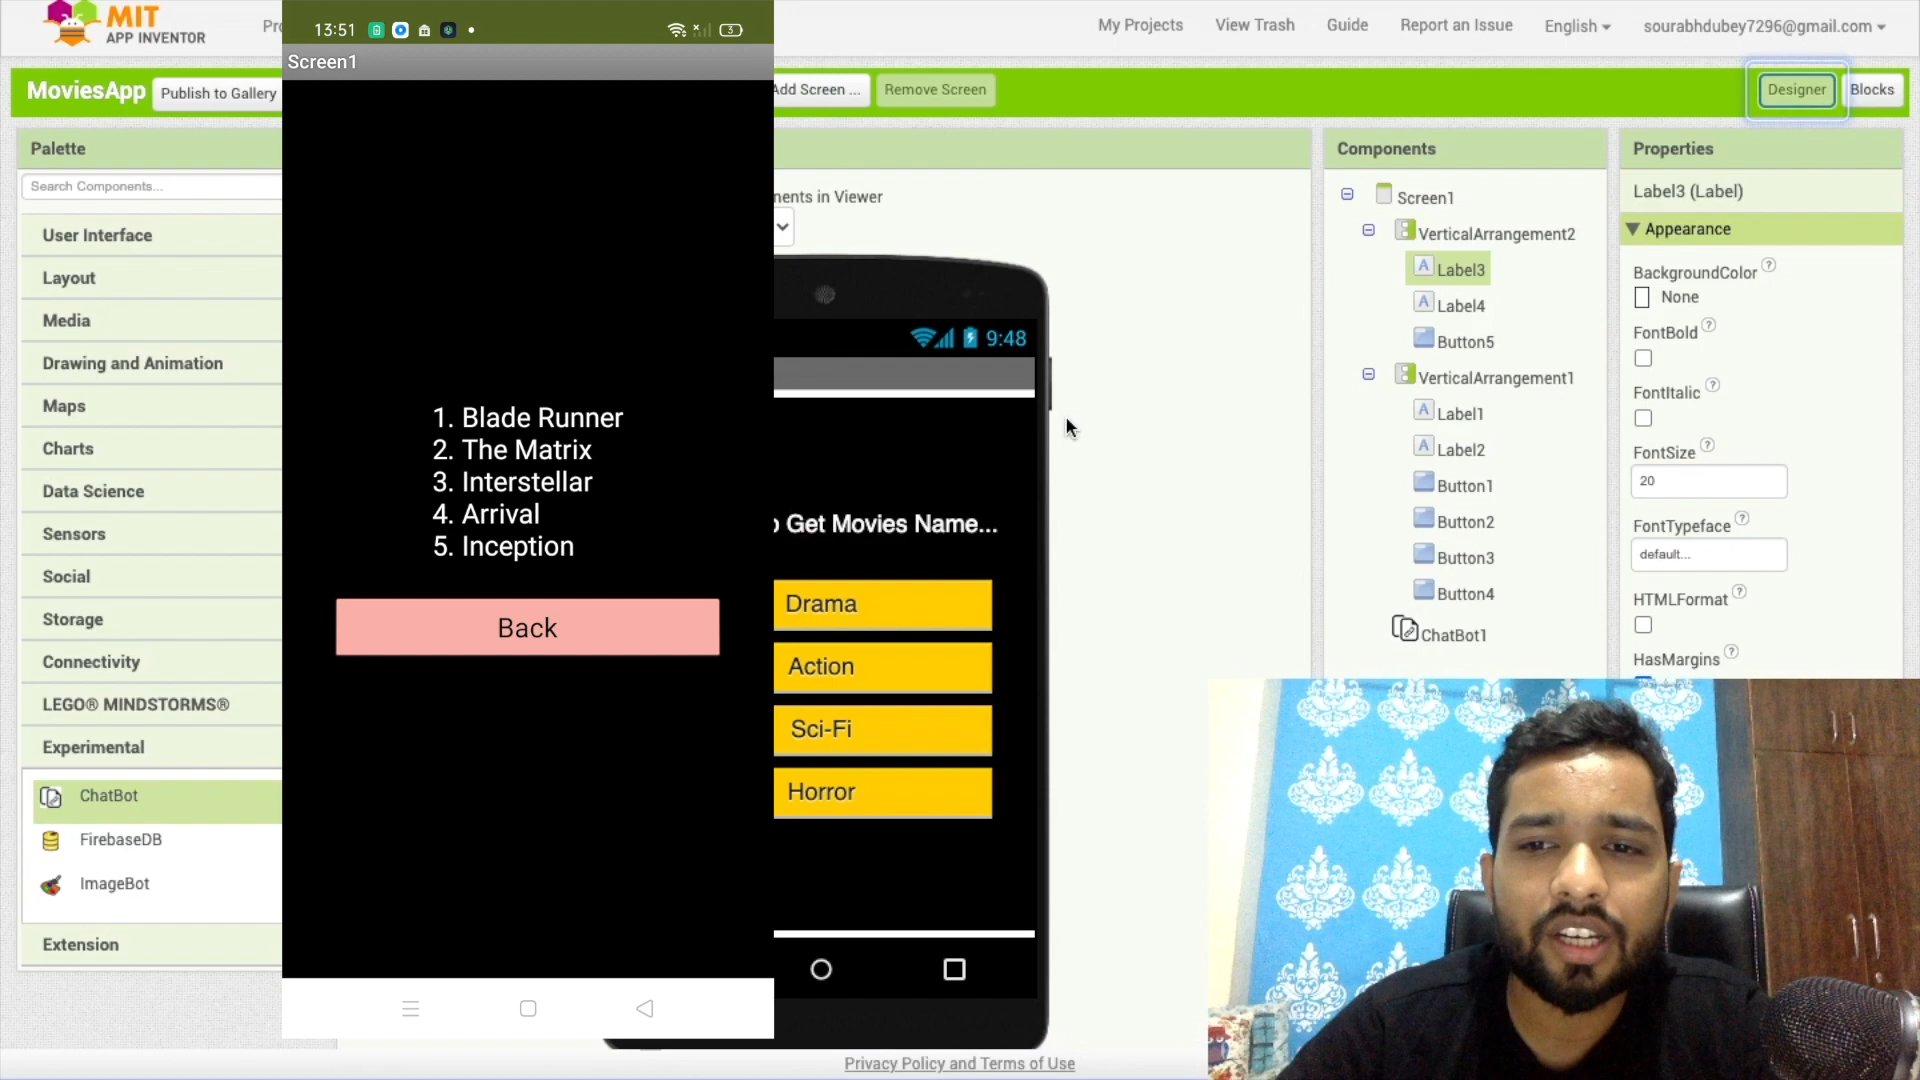 MIT
APP INVENTOR
My Projects
View Trash
Guide
Report an Issue
English
sourabhdubey7296@gmail.com
MoviesApp
Publish to Gallery
Add Screen ...
Remove Screen
Designer
Blocks
Palette
Search Components...
User Interface
Layout
Media
Drawing and Animation
Maps
Charts
Data Science
Sensors
Social
Storage
Connectivity
LEGO® MINDSTORMS®
Experimental
ChatBot
FirebaseDB
ImageBot
Extension
13:51
3
Screen1
1. Blade Runner
2. The Matrix
3. Interstellar
4. Arrival
5. Inception
Back
nents in Viewer
9:48
Get Movies Name...
Drama
Action
Sci-Fi
Horror
Components
Screen1
VerticalArrangement2
Label3
Label4
Button5
VerticalArrangement1
Label1
Label2
Button1
Button2
Button3
Button4
ChatBot1
Properties
Label3 (Label)
Appearance
BackgroundColor
None
FontBold
FontItalic
FontSize
20
FontTypeface
default...
HTMLFormat
HasMargins
Privacy Policy and Terms of Use